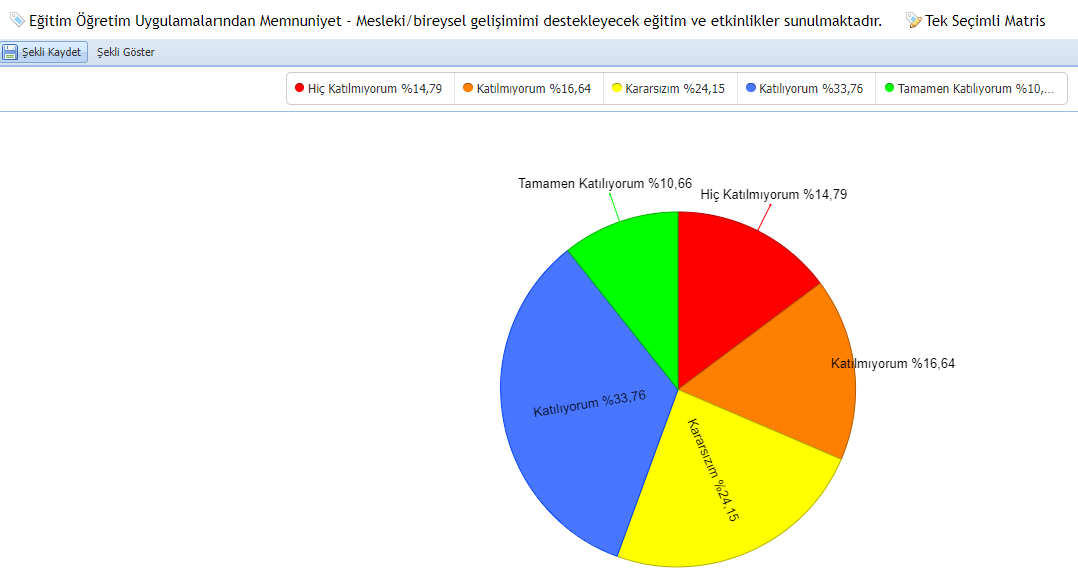 Eğitim Öğretim Uygulamalarından Memnuniyet - Mesleki/bireysel gelişimimi destekleyecek eğitim ve etkinlikler sunulmaktadır. Tek Seçimli Matris
Şekli Kaydet Şekli Göster
Hiç Katılmıyorum %14,79 Katılmıyorum %16,64 Kararsızım %24,15 Katılıyorum %33,76 Tamamen Katılıyorum %10,...
Tamamen Katılıyorum %10,66
Hiç Katılmıyorum %14,79
Katılmıyorum %16,64
Katılıyorum %33,76
Kararsızım %24,15